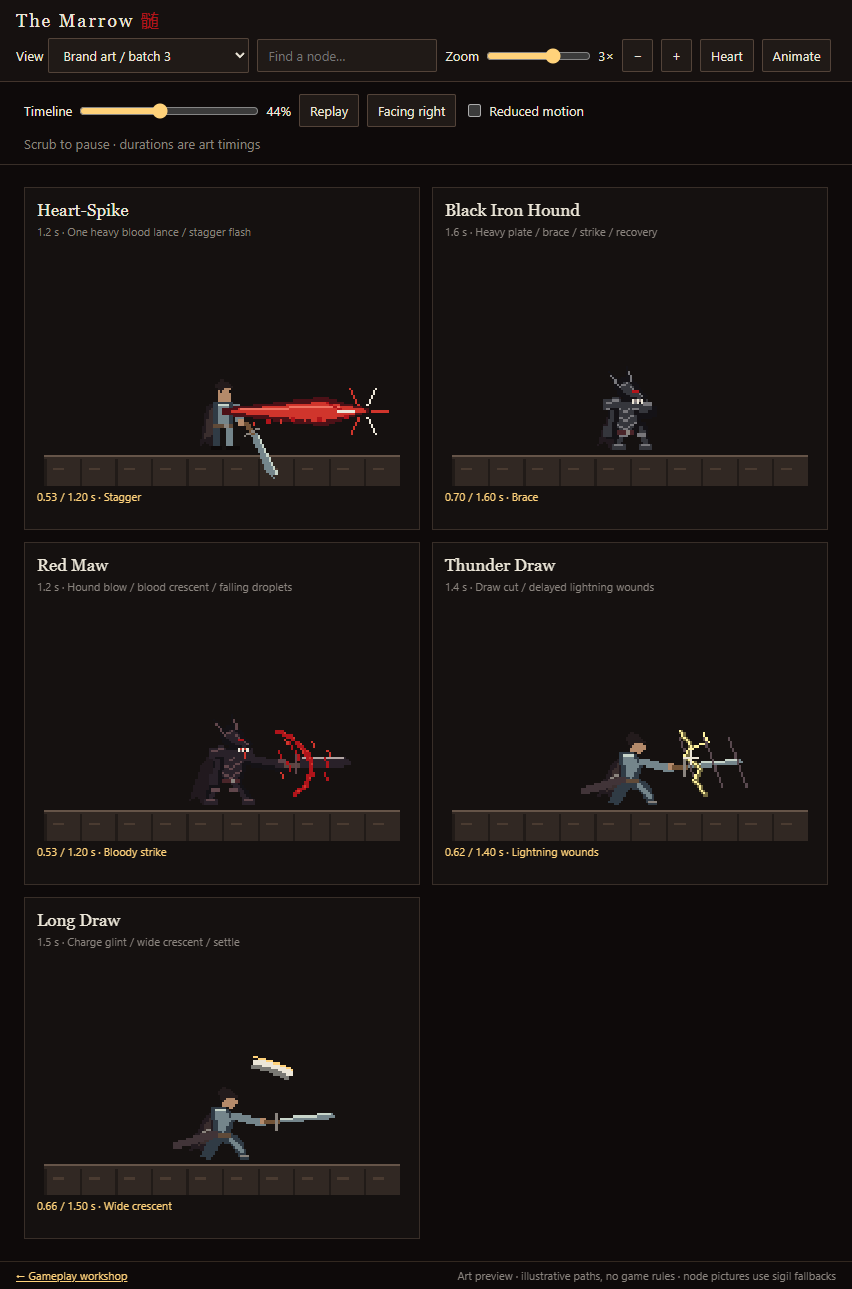 The Marrow 髄
View Brand art / batch 3 Find a node... Zoom 3× − + Heart Animate
Timeline 44% Replay Facing right Reduced motion
Scrub to pause · durations are art timings
Heart-Spike
1.2 s · One heavy blood lance / stagger flash
0.53 / 1.20 s · Stagger
Black Iron Hound
1.6 s · Heavy plate / brace / strike / recovery
0.70 / 1.60 s · Brace
Red Maw
1.2 s · Hound blow / blood crescent / falling droplets
0.53 / 1.20 s · Bloody strike
Thunder Draw
1.4 s · Draw cut / delayed lightning wounds
0.62 / 1.40 s · Lightning wounds
Long Draw
1.5 s · Charge glint / wide crescent / settle
0.66 / 1.50 s · Wide crescent
← Gameplay workshop
Art preview · illustrative paths, no game rules · node pictures use sigil fallbacks